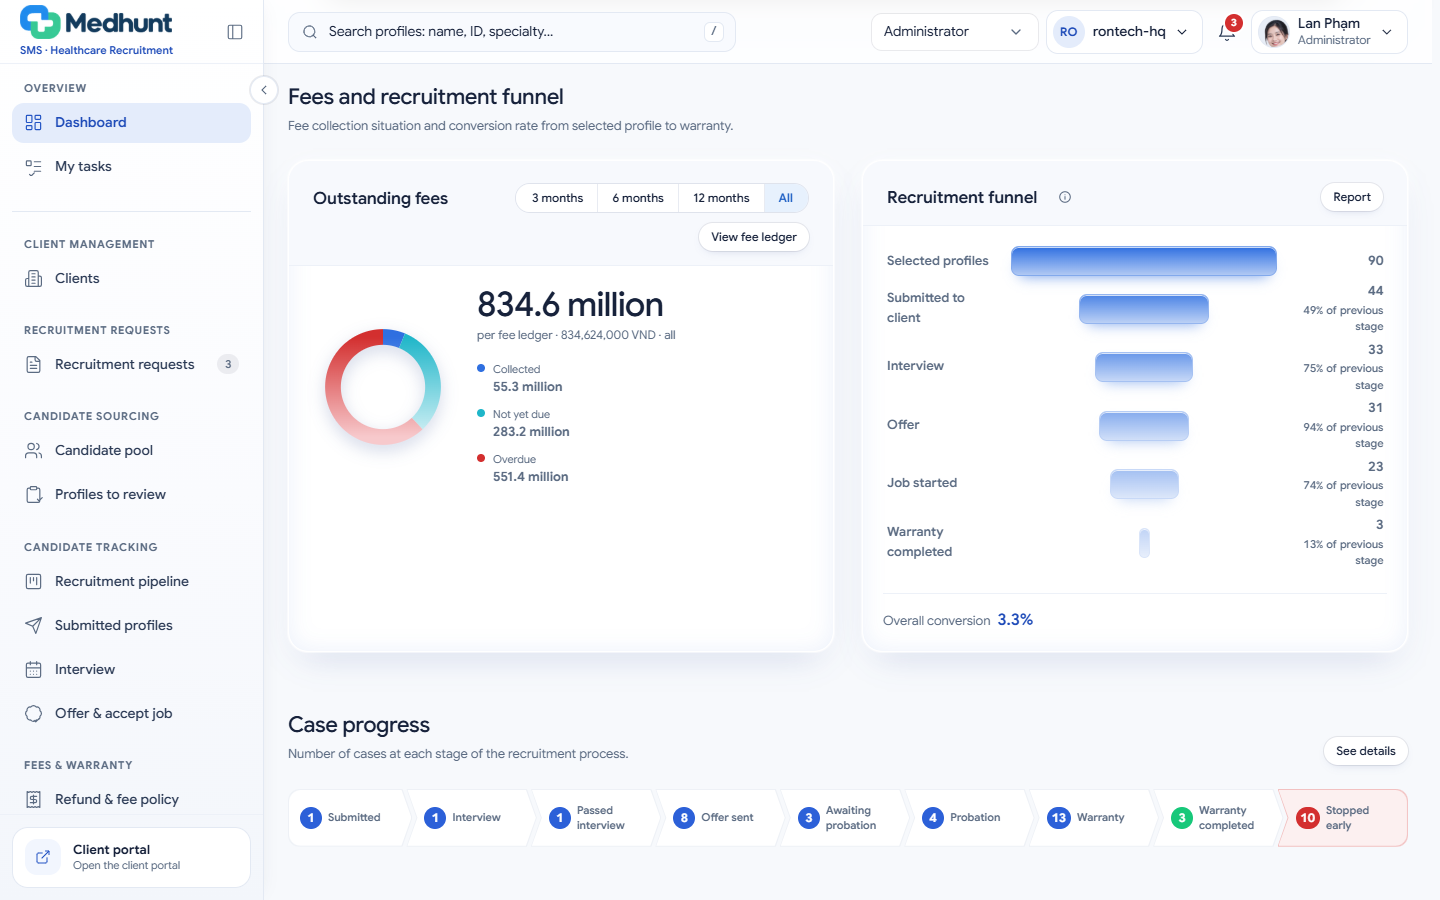 Medhunt
SMS · Healthcare Recruitment
Search profiles: name, ID, specialty...
/
Administrator
RO
rontech-hq
3
Lan Phạm
Administrator
OVERVIEW
Dashboard
My tasks
CLIENT MANAGEMENT
Clients
RECRUITMENT REQUESTS
Recruitment requests
3
CANDIDATE SOURCING
Candidate pool
Profiles to review
CANDIDATE TRACKING
Recruitment pipeline
Submitted profiles
Interview
Offer & accept job
FEES & WARRANTY
Refund & fee policy
Client portal
Open the client portal
Fees and recruitment funnel
Fee collection situation and conversion rate from selected profile to warranty.
Outstanding fees
3 months
6 months
12 months
All
View fee ledger
834.6 million
per fee ledger · 834,624,000 VND · all
Collected
55.3 million
Not yet due
283.2 million
Overdue
551.4 million
Recruitment funnel
Report
Selected profiles
90
Submitted to
client
44
49% of previous
stage
Interview
33
75% of previous
stage
Offer
31
94% of previous
stage
Job started
23
74% of previous
stage
Warranty
completed
3
13% of previous
stage
Overall conversion 3.3%
Case progress
Number of cases at each stage of the recruitment process.
See details
1 Submitted
1 Interview
1 Passed
interview
8 Offer sent
3 Awaiting
probation
4 Probation
13 Warranty
3 Warranty
completed
10 Stopped
early